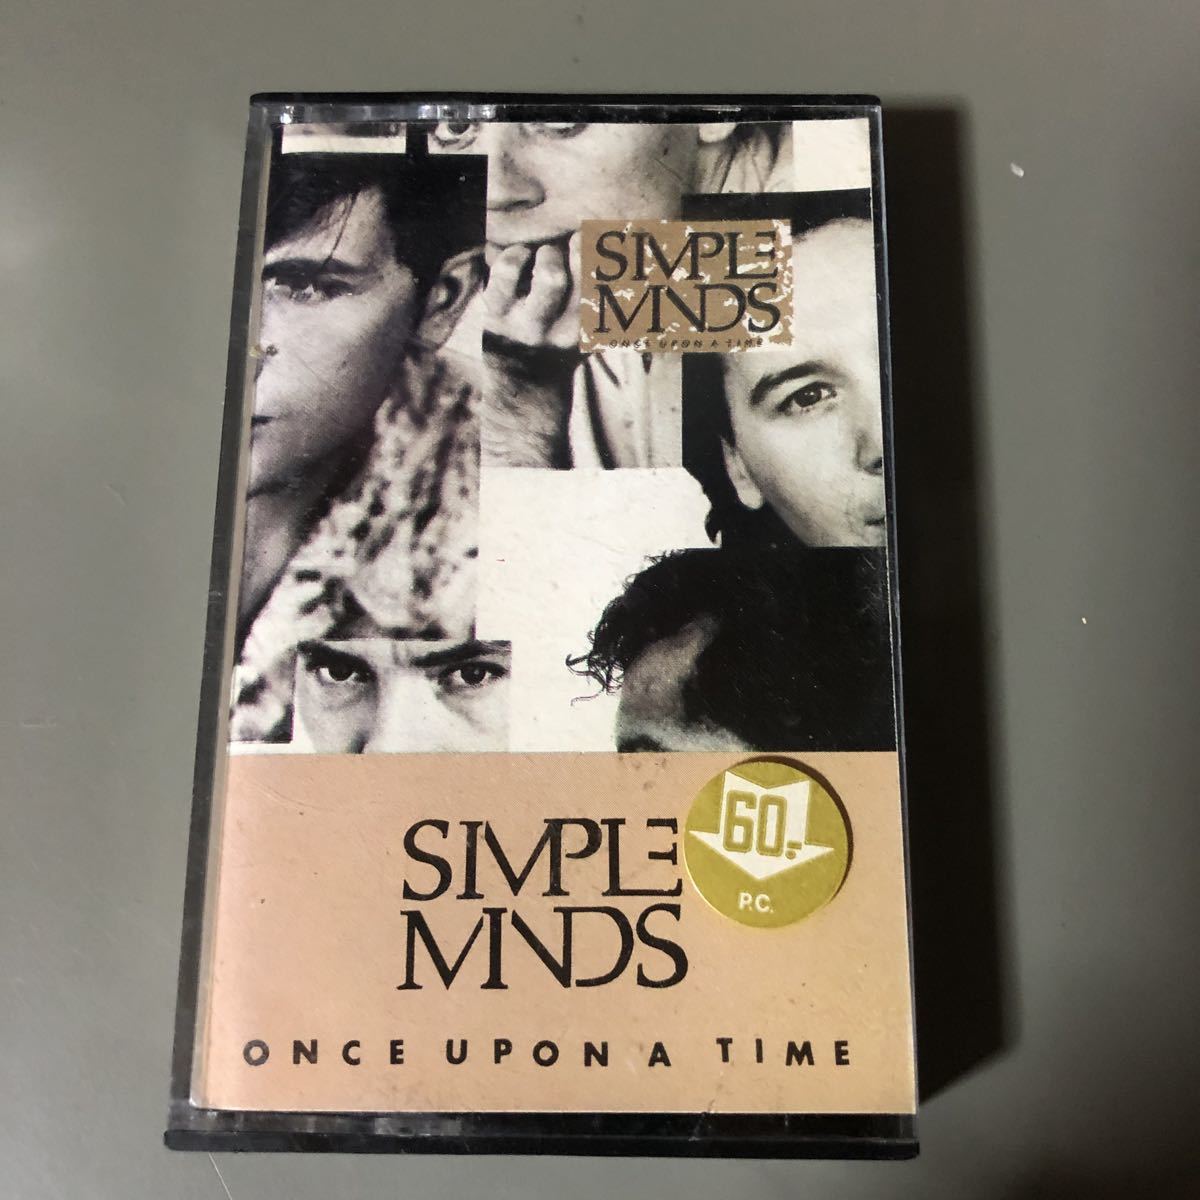 SIMPLE
MINDS
ONCE UPON A TIME
SIMPLE
MINDS
60.-
P.C.
ONCE UPON A TIME